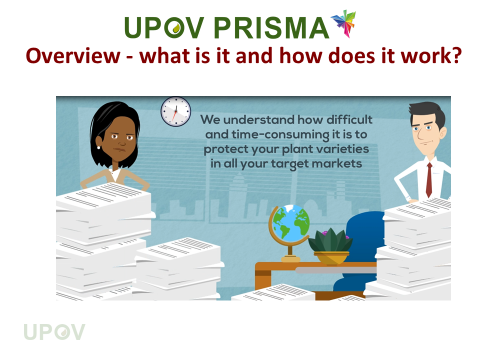 UPOV PRISMA
Overview - what is it and how does it work?
We understand how difficult
and time-consuming it is to
protect your plant varieties
in all your target markets
UPOV